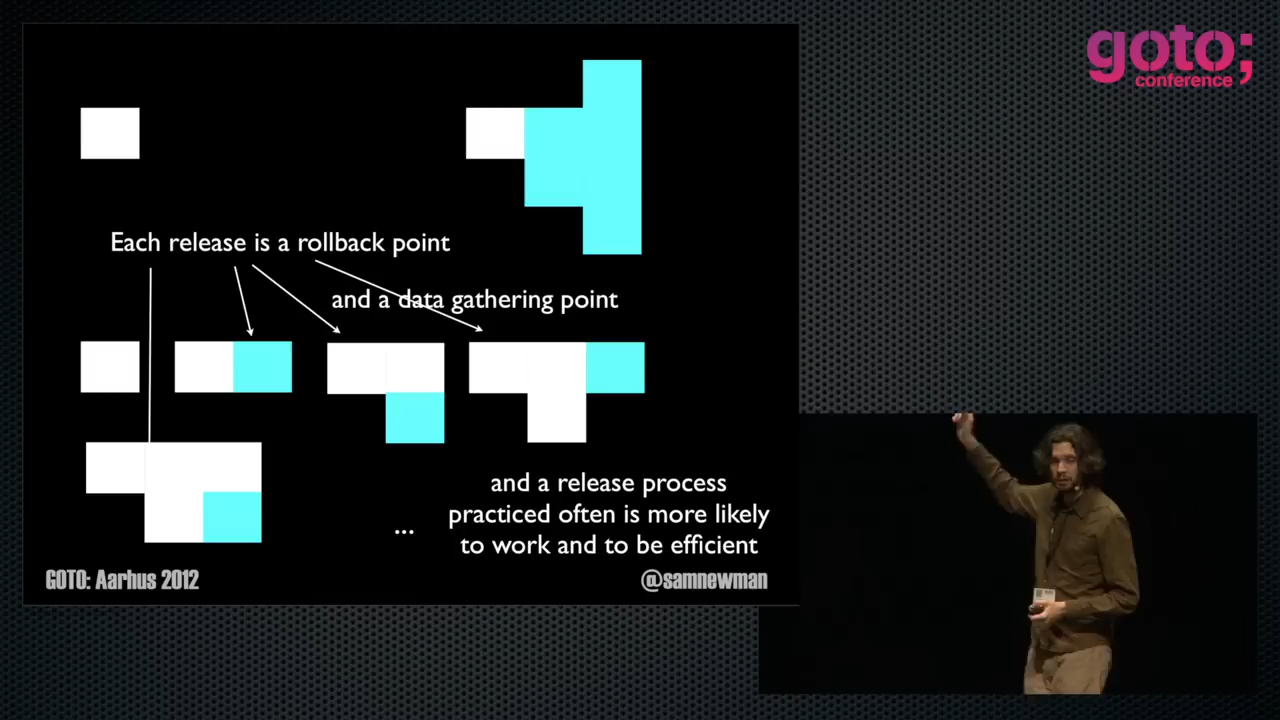 goto;
conference
Each release is a rollback point
and a data gathering point
and a release process
practiced often is more likely
to work and to be efficient
...
GOTO: Aarhus 2012
@samnewman